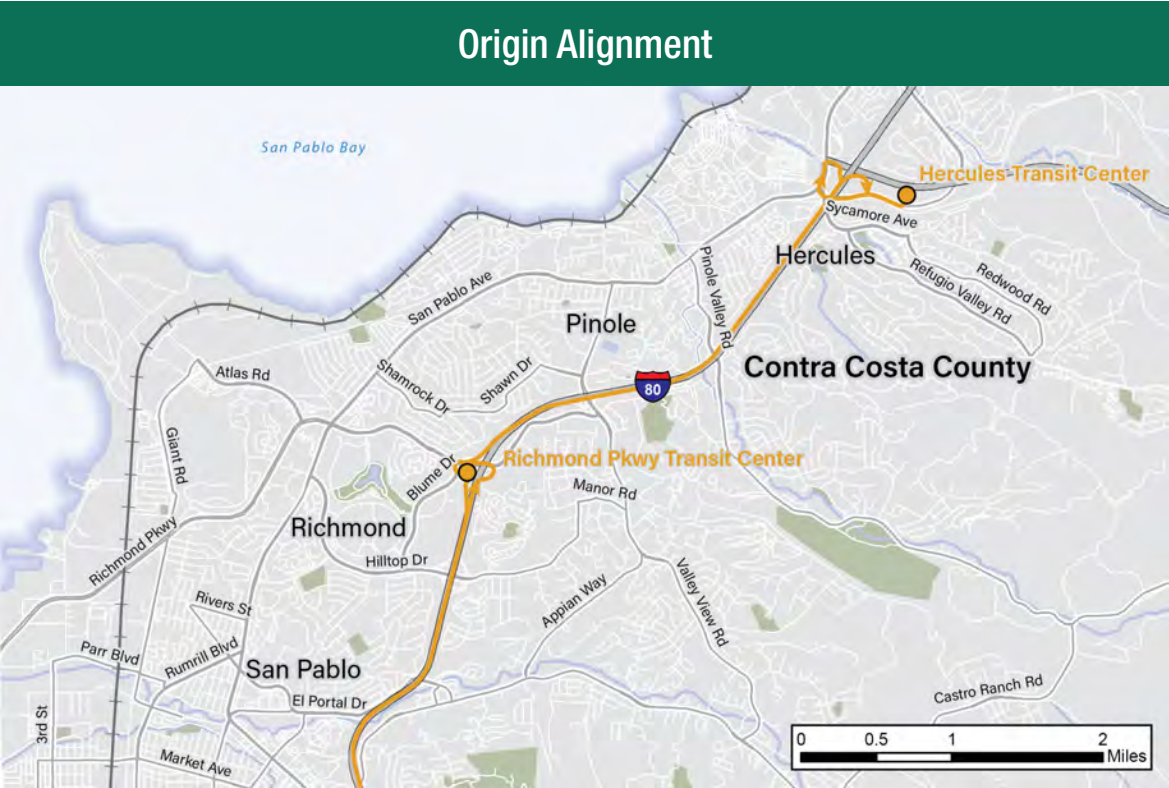 Origin Alignment
San Pablo Bay
Hercules Transit Center
Sycamore Ave
Hercules
Pinole Valley Rd
Refugio Valley Rd
Redwood Rd
San Pablo Ave
Pinole
Contra Costa County
Atlas Rd
Shamrock Dr
Shawn Dr
80
Giant Rd
Blume Dr
Richmond Pkwy Transit Center
Manor Rd
Richmond
Richmond Pkwy
Hilltop Dr
Appian Way
Valley View Rd
Rivers St
Rumrill Blvd
Parr Blvd
San Pablo
El Portal Dr
Castro Ranch Rd
3rd St
Market Ave
0 0.5 1 2
Miles